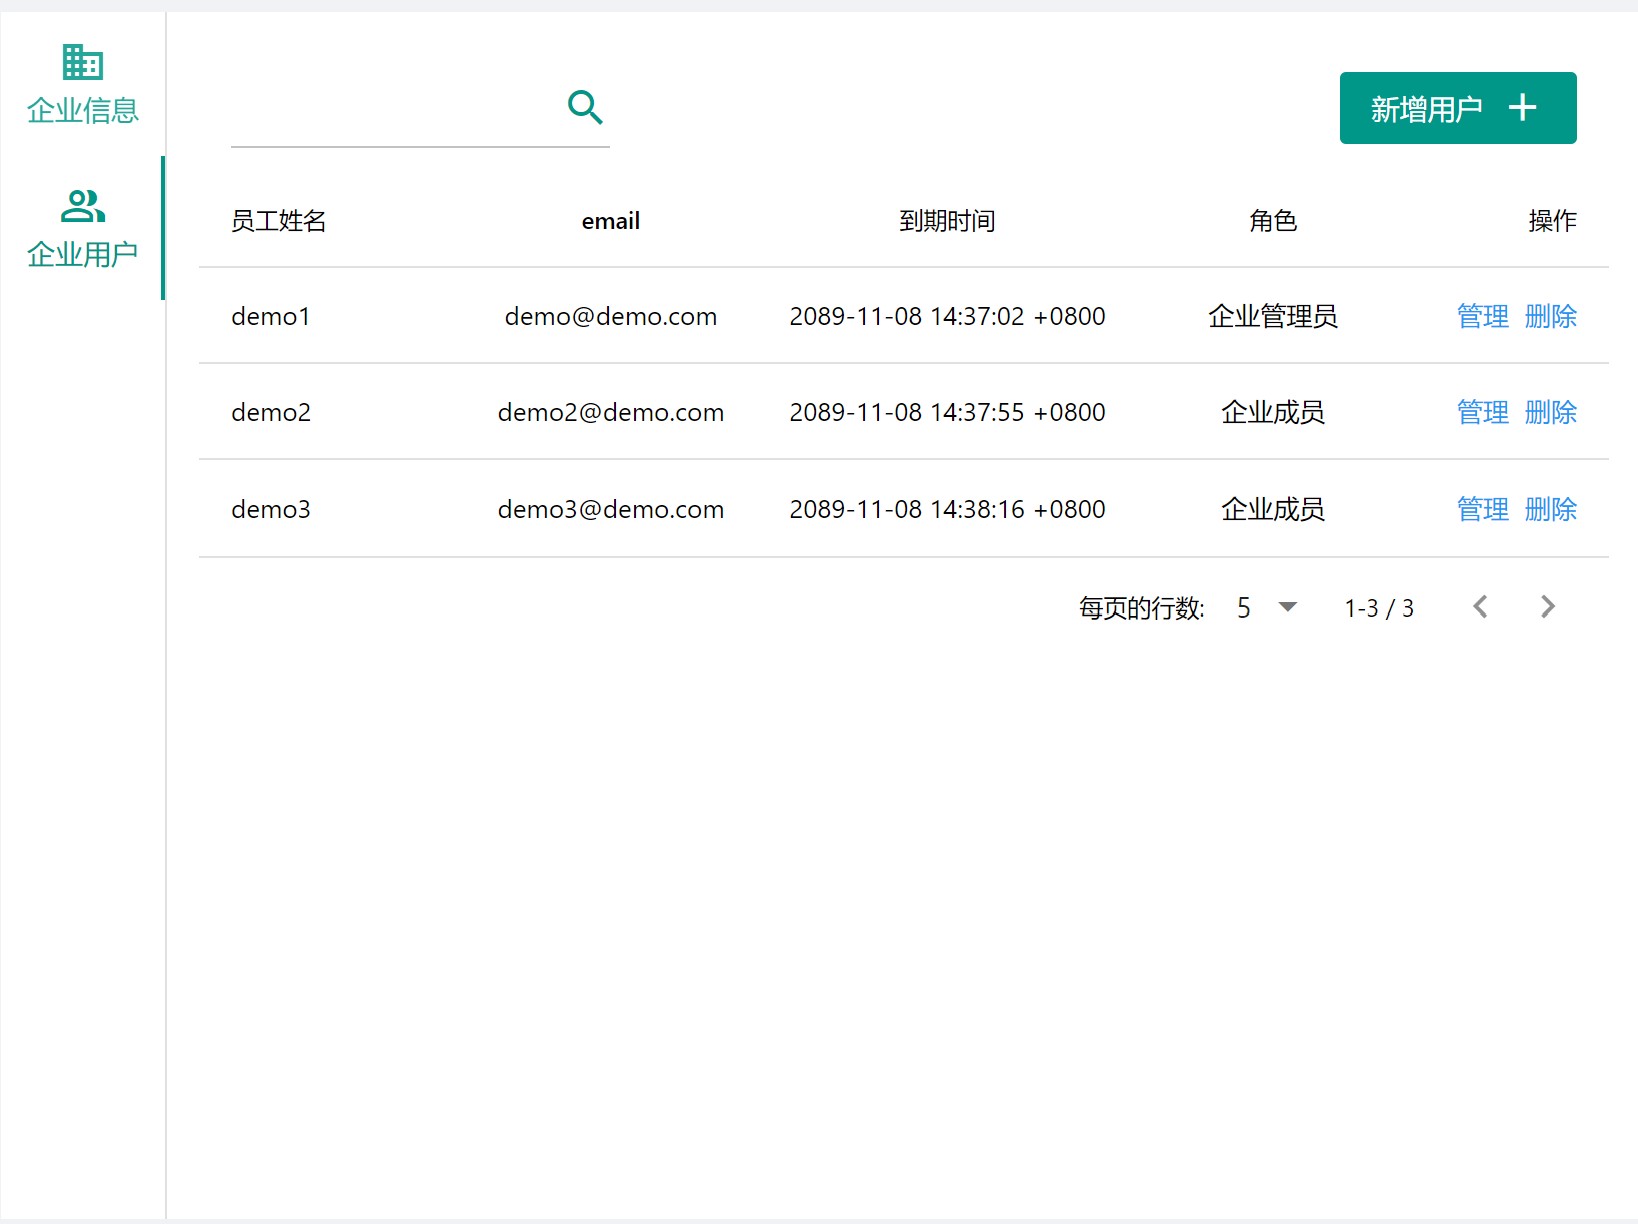 企业信息
企业用户
新增用户
员工姓名 email 到期时间 角色 操作
demo1 demo@demo.com 2089-11-08 14:37:02 +0800 企业管理员 管理 删除
demo2 demo2@demo.com 2089-11-08 14:37:55 +0800 企业成员 管理 删除
demo3 demo3@demo.com 2089-11-08 14:38:16 +0800 企业成员 管理 删除
每页的行数: 5 1-3 / 3